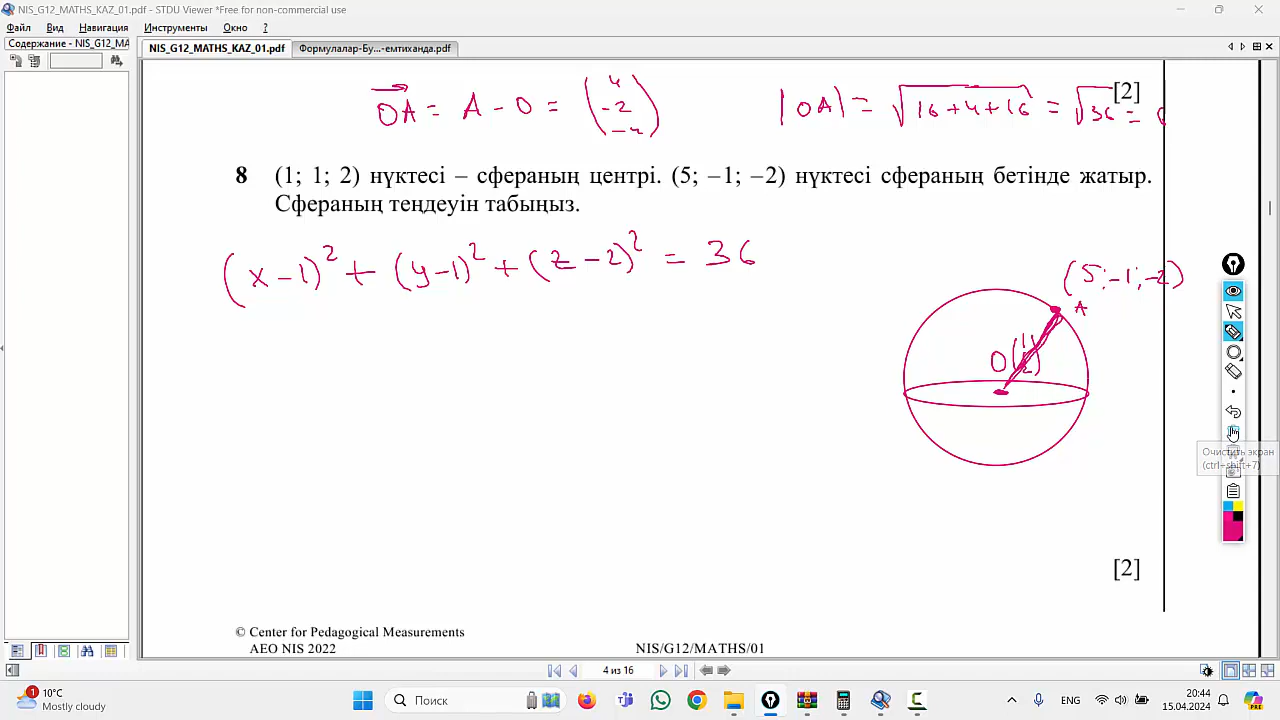 NIS_G12_MATHS_KAZ_01.pdf - STDU Viewer *Free for non-commercial use
Файл Вид Навигация Инструменты Окно ?
Содержание - NIS_G12_MA
NIS_G12_MATHS_KAZ_01.pdf Формулалар-Бу...-емтиханда.pdf
[2]
OA = A - O = (4 -2 -4) |OA| = √16+4+16 = √36 =
8 (1; 1; 2) нүктесі – сфераның центрі. (5; –1; –2) нүктесі сфераның бетінде жатыр.
Сфераның теңдеуін табыңыз.
(x-1)² + (y-1)² + (z-2)² = 36
(5;-1;-2)
A
O(1 1 2)
Очистить экран
(ctrl+shift+7)
[2]
© Center for Pedagogical Measurements
AEO NIS 2022
NIS/G12/MATHS/01
4 из 16
1
10°C
Mostly cloudy
Поиск
ENG
20:44
15.04.2024
PRE